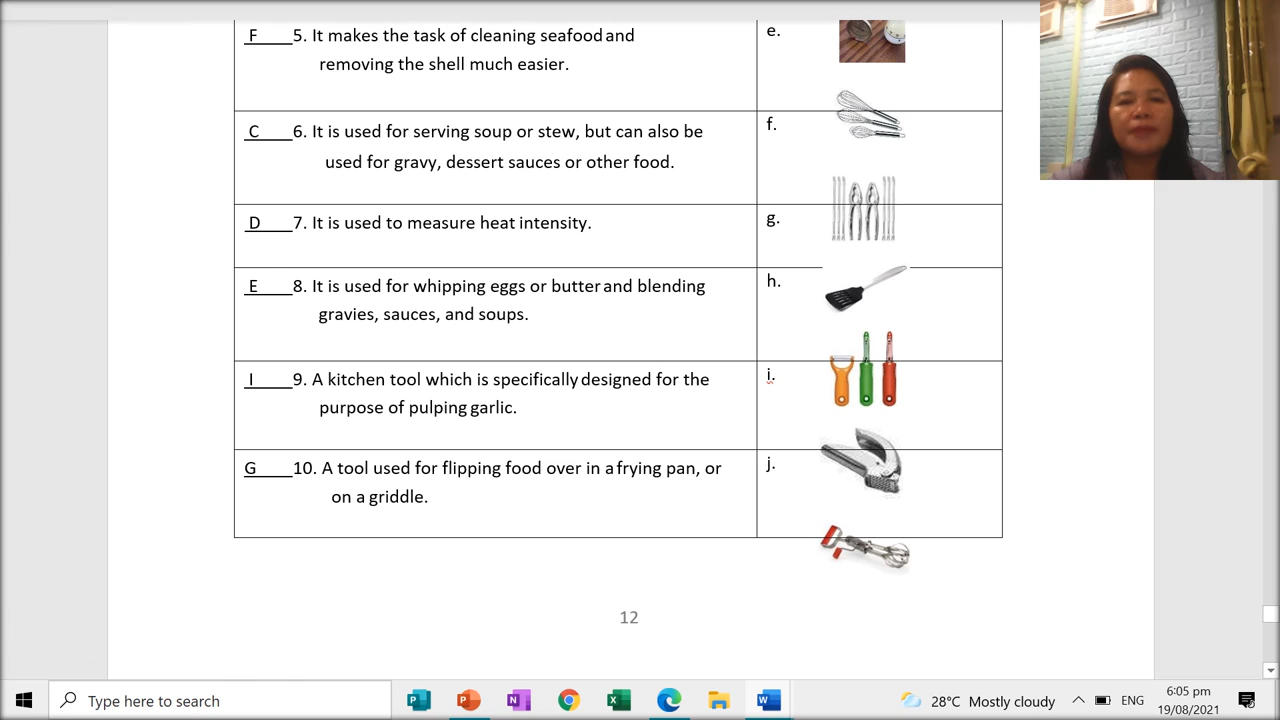 F 5. It makes the task of cleaning seafood and
removing the shell much easier.
e.
C 6. It is used for serving soup or stew, but can also be
used for gravy, dessert sauces or other food.
f.
D 7. It is used to measure heat intensity.
g.
E 8. It is used for whipping eggs or butter and blending
gravies, sauces, and soups.
h.
I 9. A kitchen tool which is specifically designed for the
purpose of pulping garlic.
i.
G 10. A tool used for flipping food over in a frying pan, or
on a griddle.
j.
12
Type here to search
28°C Mostly cloudy
ENG
6:05 pm
19/08/2021